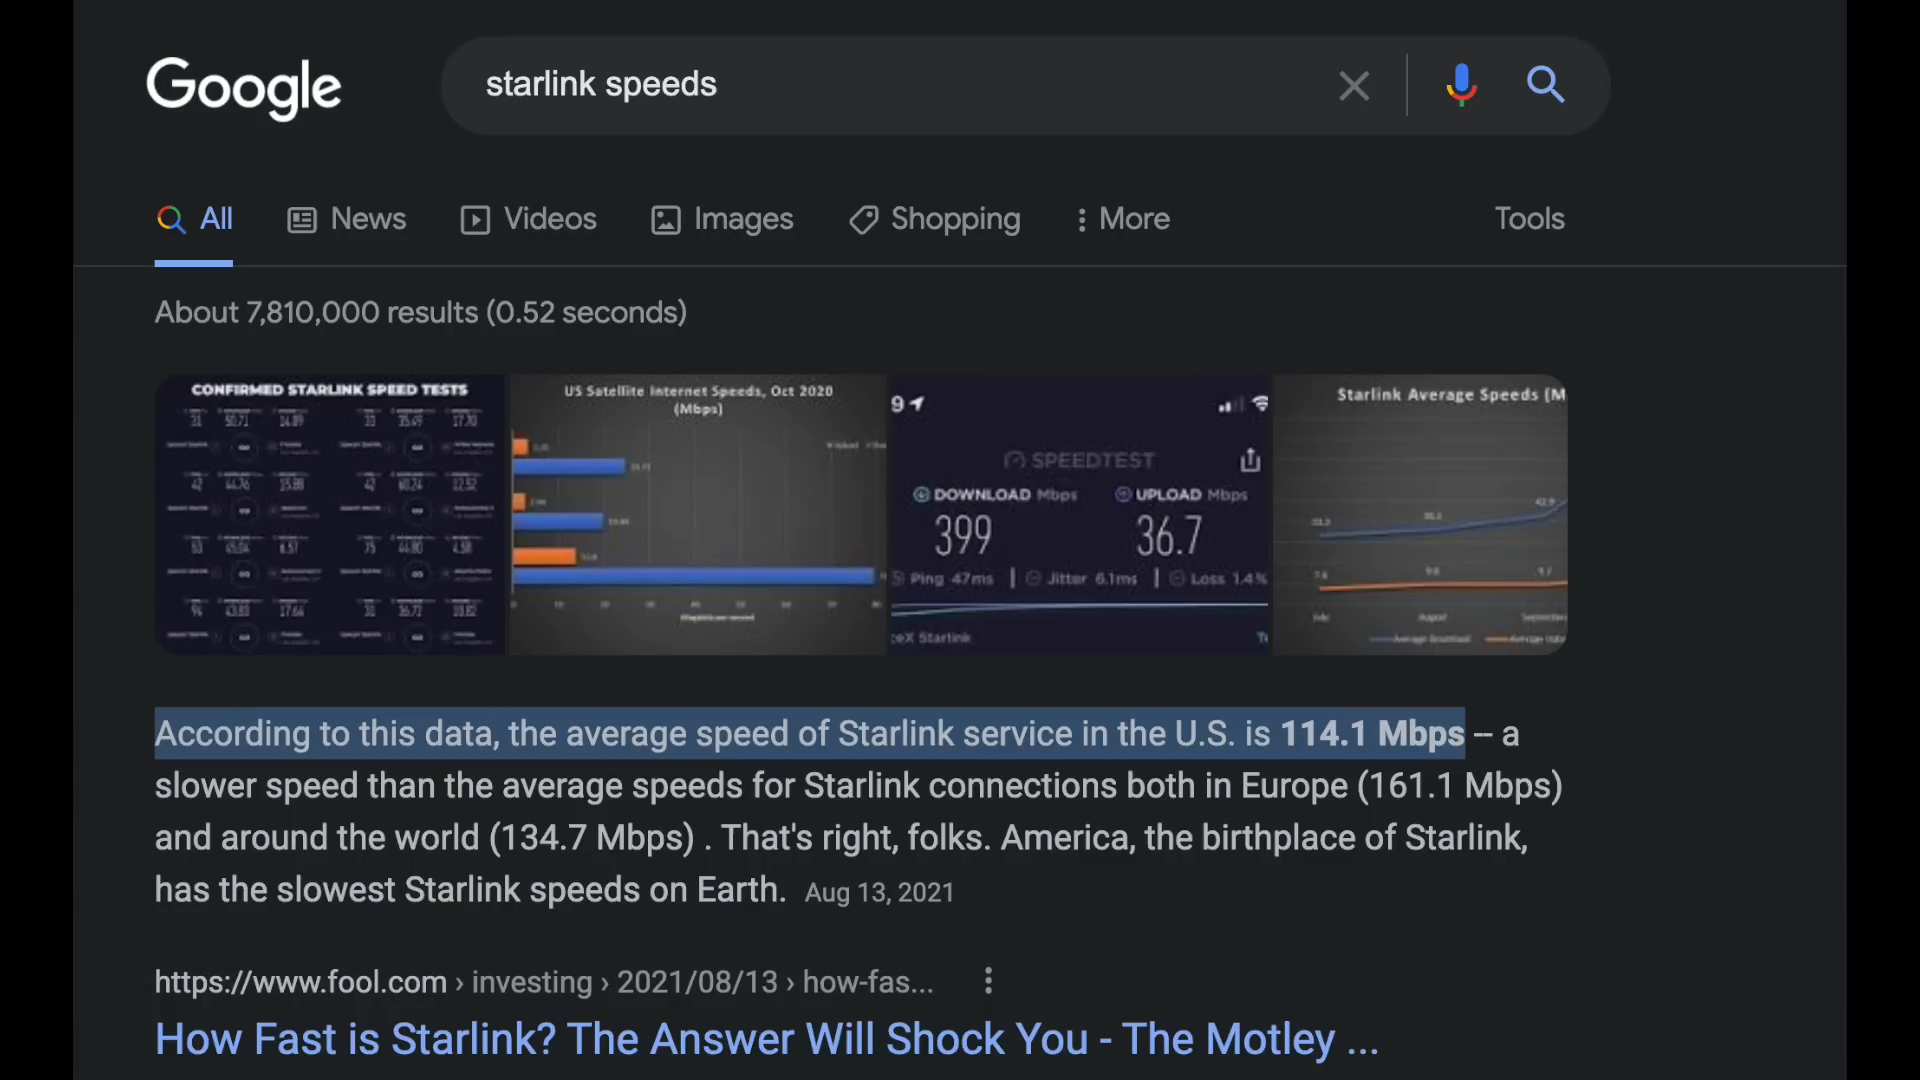 Google
starlink speeds
All
News
Videos
Images
Shopping
More
Tools
About 7,810,000 results (0.52 seconds)
CONFIRMED STARLINK SPEED TESTS
US Satellite Internet Speeds, Oct 2020
(Mbps)
9
SPEEDTEST
DOWNLOAD Mbps UPLOAD Mbps
399 36.7
Ping 47ms | Jitter 6.1ms | Loss 1.4%
eX Starlink
Starlink Average Speeds (M
According to this data, the average speed of Starlink service in the U.S. is 114.1 Mbps -- a
slower speed than the average speeds for Starlink connections both in Europe (161.1 Mbps)
and around the world (134.7 Mbps) . That's right, folks. America, the birthplace of Starlink,
has the slowest Starlink speeds on Earth. Aug 13, 2021
https://www.fool.com › investing › 2021/08/13 › how-fas...
How Fast is Starlink? The Answer Will Shock You - The Motley ...